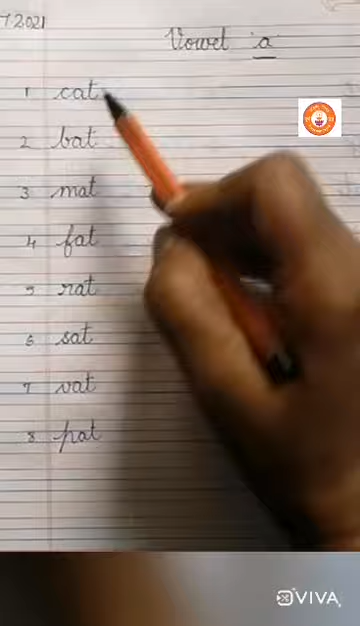 7.2021
Vowel a
1 cat
2 bat
3 mat
4 fat
5 rat
6 sat
7 vat
8 pat
VIVA